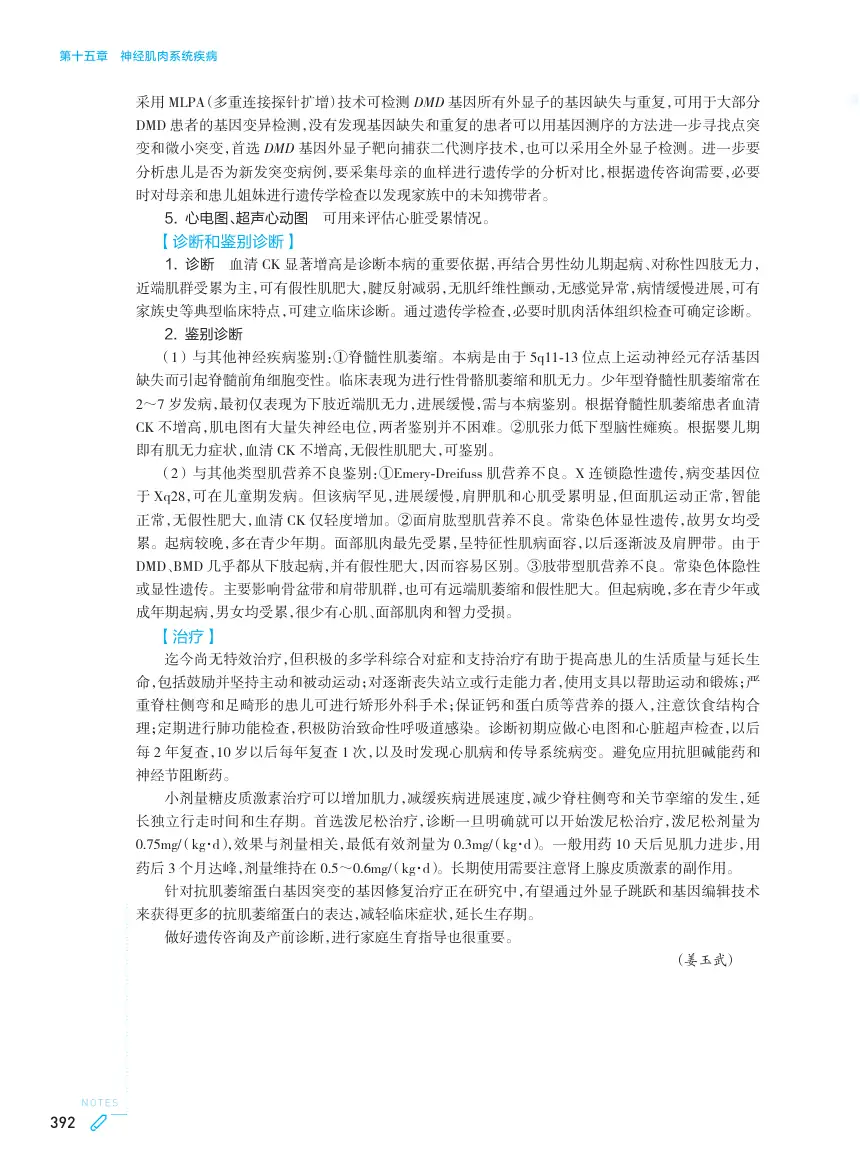 第十五章　神经肌肉系统疾病
采用 MLPA（多重连接探针扩增）技术可检测 DMD 基因所有外显子的基因缺失与重复，可用于大部分
DMD 患者的基因变异检测，没有发现基因缺失和重复的患者可以用基因测序的方法进一步寻找点突
变和微小突变，首选 DMD 基因外显子靶向捕获二代测序技术，也可以采用全外显子检测。进一步要
分析患儿是否为新发突变病例，要采集母亲的血样进行遗传学的分析对比，根据遗传咨询需要，必要
时对母亲和患儿姐妹进行遗传学检查以发现家族中的未知携带者。
5. 心电图、超声心动图　可用来评估心脏受累情况。
【诊断和鉴别诊断】
1. 诊断　血清 CK 显著增高是诊断本病的重要依据，再结合男性幼儿期起病、对称性四肢无力，
近端肌群受累为主，可有假性肌肥大，腱反射减弱，无肌纤维性颤动，无感觉异常，病情缓慢进展，可有
家族史等典型临床特点，可建立临床诊断。通过遗传学检查，必要时肌肉活体组织检查可确定诊断。
2. 鉴别诊断
（1）与其他神经疾病鉴别：①脊髓性肌萎缩。本病是由于 5q11-13 位点上运动神经元存活基因
缺失而引起脊髓前角细胞变性。临床表现为进行性骨骼肌萎缩和肌无力。少年型脊髓性肌萎缩常在
2～7 岁发病，最初仅表现为下肢近端肌无力，进展缓慢，需与本病鉴别。根据脊髓性肌萎缩患者血清
CK 不增高，肌电图有大量失神经电位，两者鉴别并不困难。②肌张力低下型脑性瘫痪。根据婴儿期
即有肌无力症状，血清 CK 不增高，无假性肌肥大，可鉴别。
（2）与其他类型肌营养不良鉴别：①Emery-Dreifuss 肌营养不良。X 连锁隐性遗传，病变基因位
于 Xq28，可在儿童期发病。但该病罕见，进展缓慢，肩胛肌和心肌受累明显，但面肌运动正常，智能
正常，无假性肥大，血清 CK 仅轻度增加。②面肩肱型肌营养不良。常染色体显性遗传，故男女均受
累。起病较晚，多在青少年期。面部肌肉最先受累，呈特征性肌病面容，以后逐渐波及肩胛带。由于
DMD、BMD 几乎都从下肢起病，并有假性肥大，因而容易区别。③肢带型肌营养不良。常染色体隐性
或显性遗传。主要影响骨盆带和肩带肌群，也可有远端肌萎缩和假性肥大。但起病晚，多在青少年或
成年期起病，男女均受累，很少有心肌、面部肌肉和智力受损。
【治疗】
迄今尚无特效治疗，但积极的多学科综合对症和支持治疗有助于提高患儿的生活质量与延长生
命，包括鼓励并坚持主动和被动运动；对逐渐丧失站立或行走能力者，使用支具以帮助运动和锻炼；严
重脊柱侧弯和足畸形的患儿可进行矫形外科手术；保证钙和蛋白质等营养的摄入，注意饮食结构合
理；定期进行肺功能检查，积极防治致命性呼吸道感染。诊断初期应做心电图和心脏超声检查，以后
每 2 年复查，10 岁以后每年复查 1 次，以及时发现心肌病和传导系统病变。避免应用抗胆碱能药和
神经节阻断药。
小剂量糖皮质激素治疗可以增加肌力，减缓疾病进展速度，减少脊柱侧弯和关节挛缩的发生，延
长独立行走时间和生存期。首选泼尼松治疗，诊断一旦明确就可以开始泼尼松治疗，泼尼松剂量为
0.75mg/（kg·d），效果与剂量相关，最低有效剂量为 0.3mg/（kg·d）。一般用药 10 天后见肌力进步，用
药后 3 个月达峰，剂量维持在 0.5～0.6mg/（kg·d）。长期使用需要注意肾上腺皮质激素的副作用。
针对抗肌萎缩蛋白基因突变的基因修复治疗正在研究中，有望通过外显子跳跃和基因编辑技术
来获得更多的抗肌萎缩蛋白的表达，减轻临床症状，延长生存期。
做好遗传咨询及产前诊断，进行家庭生育指导也很重要。
（姜玉武）
NOTES
392